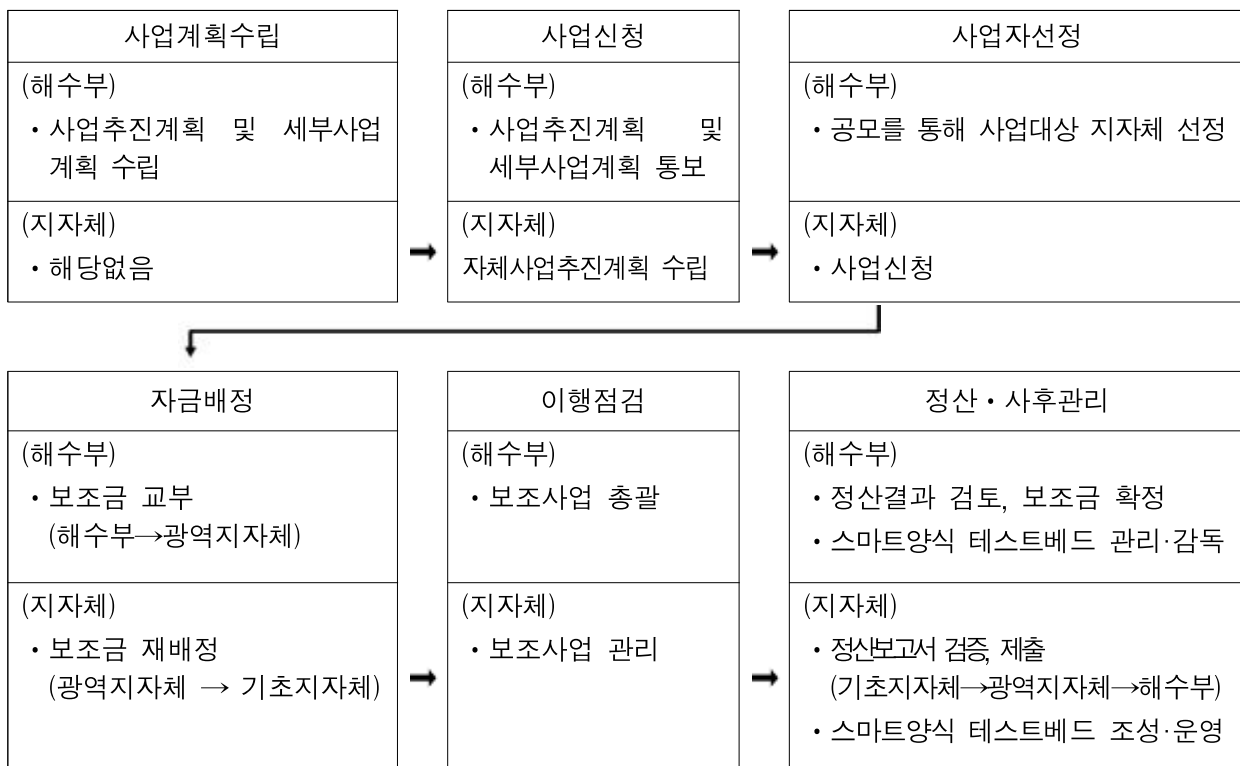 사업계획수립
(해수부)
• 사업추진계획 및 세부사업
계획 수립
(지자체)
• 해당없음
사업신청
(해수부)
• 사업추진계획 및
세부사업계획 통보
(지자체)
자체사업추진계획 수립
사업자선정
(해수부)
• 공모를 통해 사업대상 지자체 선정
(지자체)
• 사업신청
자금배정
(해수부)
• 보조금 교부
(해수부→광역지자체)
(지자체)
• 보조금 재배정
(광역지자체 → 기초지자체)
이행점검
(해수부)
• 보조사업 총괄
(지자체)
• 보조사업 관리
정산・사후관리
(해수부)
• 정산결과 검토, 보조금 확정
• 스마트양식 테스트베드 관리·감독
(지자체)
• 정산보고서 검증, 제출
(기초지자체→광역지자체→해수부)
• 스마트양식 테스트베드 조성·운영